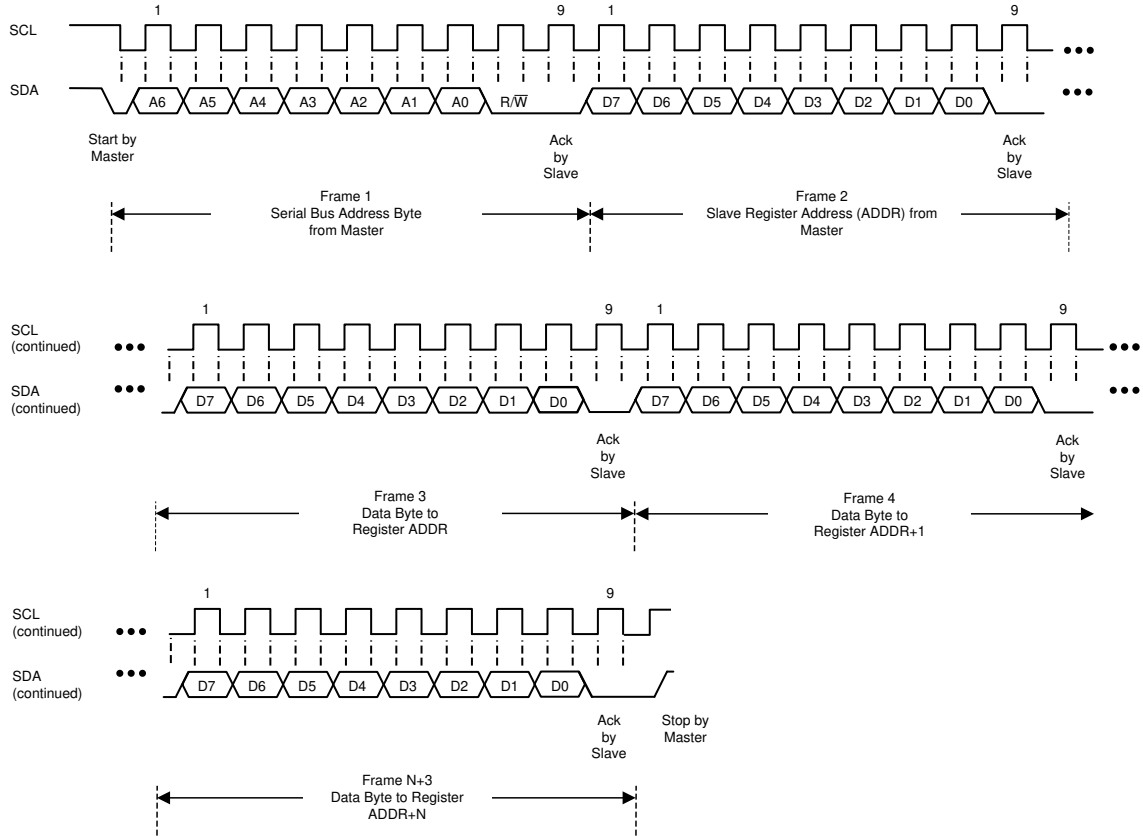 1 9 1 9
SCL
SDA A6 A5 A4 A3 A2 A1 A0 R/W̅ D7 D6 D5 D4 D3 D2 D1 D0
Start by
Master
Ack
by
Slave
Ack
by
Slave
Frame 1
Serial Bus Address Byte
from Master
Frame 2
Slave Register Address (ADDR) from
Master
1 9 1 9
SCL
(continued)
SDA
(continued)
D7 D6 D5 D4 D3 D2 D1 D0 D7 D6 D5 D4 D3 D2 D1 D0
Ack
by
Slave
Ack
by
Slave
Frame 3
Data Byte to
Register ADDR
Frame 4
Data Byte to
Register ADDR+1
1 9
SCL
(continued)
SDA
(continued)
D7 D6 D5 D4 D3 D2 D1 D0
Ack
by
Slave
Stop by
Master
Frame N+3
Data Byte to Register
ADDR+N